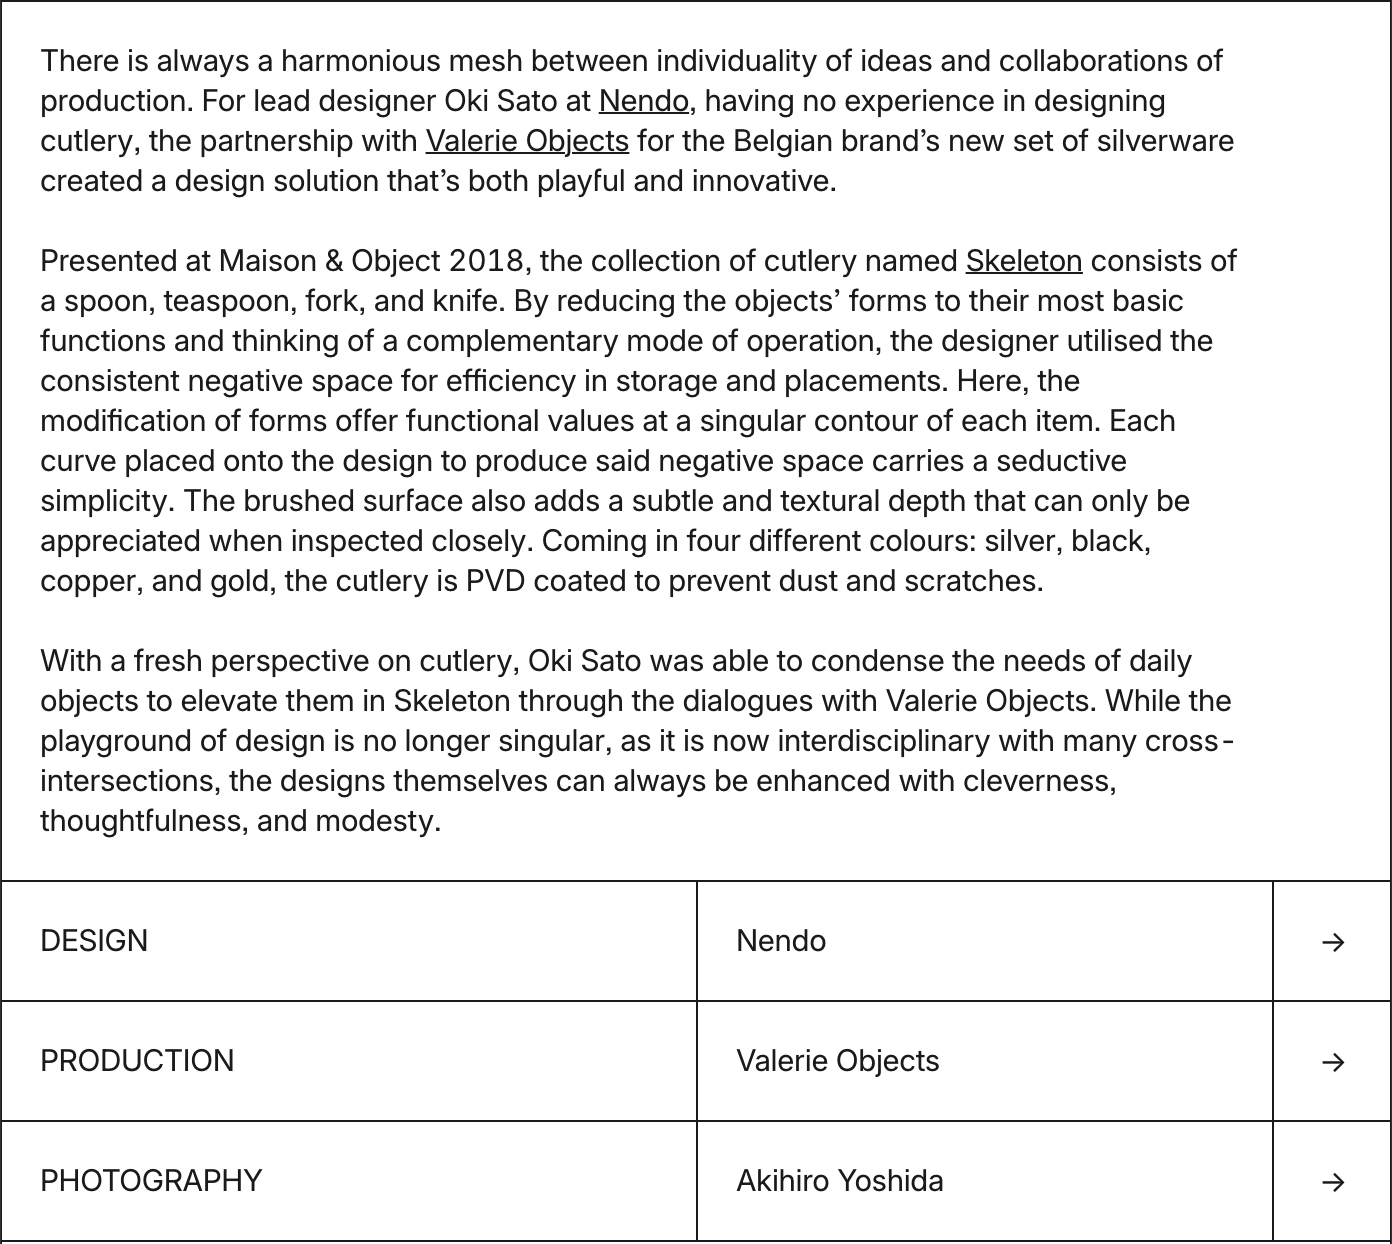 There is always a harmonious mesh between individuality of ideas and collaborations of
production. For lead designer Oki Sato at Nendo, having no experience in designing
cutlery, the partnership with Valerie Objects for the Belgian brand’s new set of silverware
created a design solution that’s both playful and innovative.
Presented at Maison & Object 2018, the collection of cutlery named Skeleton consists of
a spoon, teaspoon, fork, and knife. By reducing the objects’ forms to their most basic
functions and thinking of a complementary mode of operation, the designer utilised the
consistent negative space for efficiency in storage and placements. Here, the
modification of forms offer functional values at a singular contour of each item. Each
curve placed onto the design to produce said negative space carries a seductive
simplicity. The brushed surface also adds a subtle and textural depth that can only be
appreciated when inspected closely. Coming in four different colours: silver, black,
copper, and gold, the cutlery is PVD coated to prevent dust and scratches.
With a fresh perspective on cutlery, Oki Sato was able to condense the needs of daily
objects to elevate them in Skeleton through the dialogues with Valerie Objects. While the
playground of design is no longer singular, as it is now interdisciplinary with many cross-
intersections, the designs themselves can always be enhanced with cleverness,
thoughtfulness, and modesty.
DESIGN Nendo →
PRODUCTION Valerie Objects →
PHOTOGRAPHY Akihiro Yoshida →